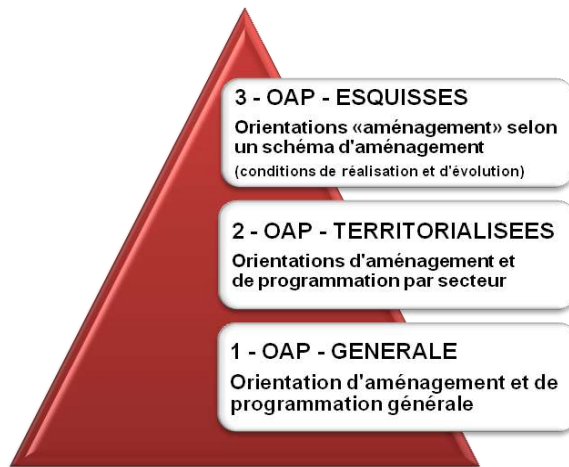 3 - OAP - ESQUISSES
Orientations «aménagement» selon
un schéma d'aménagement
(conditions de réalisation et d'évolution)
2 - OAP - TERRITORIALISEES
Orientations d'aménagement et
de programmation par secteur
1 - OAP - GENERALE
Orientation d'aménagement et de
programmation générale